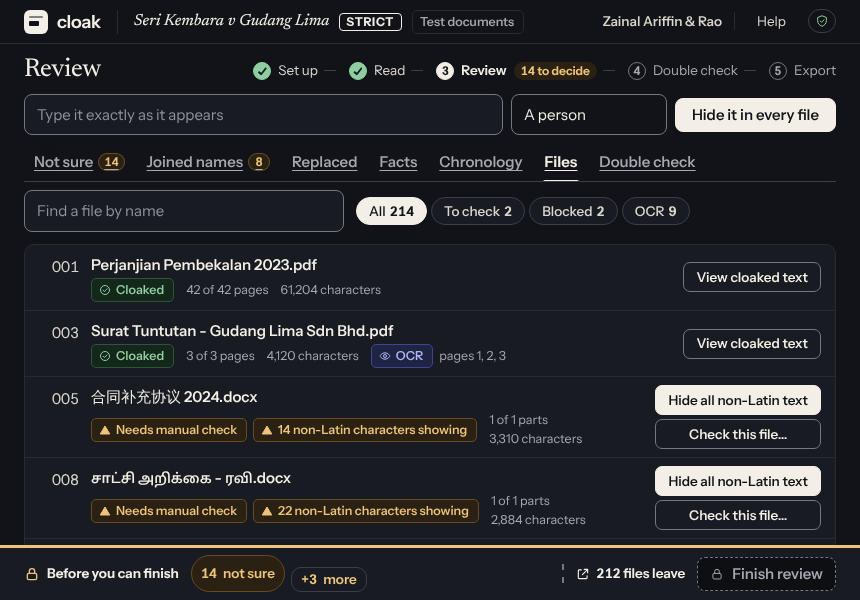 cloak Seri Kembara v Gudang Lima STRICT Test documents Zainal Ariffin & Rao Help
Review Set up Read 3 Review 14 to decide 4 Double check 5 Export
Type it exactly as it appears A person Hide it in every file
Not sure 14 Joined names 8 Replaced Facts Chronology Files Double check
Find a file by name All 214 To check 2 Blocked 2 OCR 9
001 Perjanjian Pembekalan 2023.pdf
Cloaked 42 of 42 pages 61,204 characters
View cloaked text
003 Surat Tuntutan - Gudang Lima Sdn Bhd.pdf
Cloaked 3 of 3 pages 4,120 characters OCR pages 1, 2, 3
View cloaked text
005 合同补充协议 2024.docx
Needs manual check 14 non-Latin characters showing
1 of 1 parts
3,310 characters
Hide all non-Latin text
Check this file...
008 சாட்சி அறிக்கை - ரவி.docx
Needs manual check 22 non-Latin characters showing
1 of 1 parts
2,884 characters
Hide all non-Latin text
Check this file...
Before you can finish 14 not sure +3 more 212 files leave Finish review